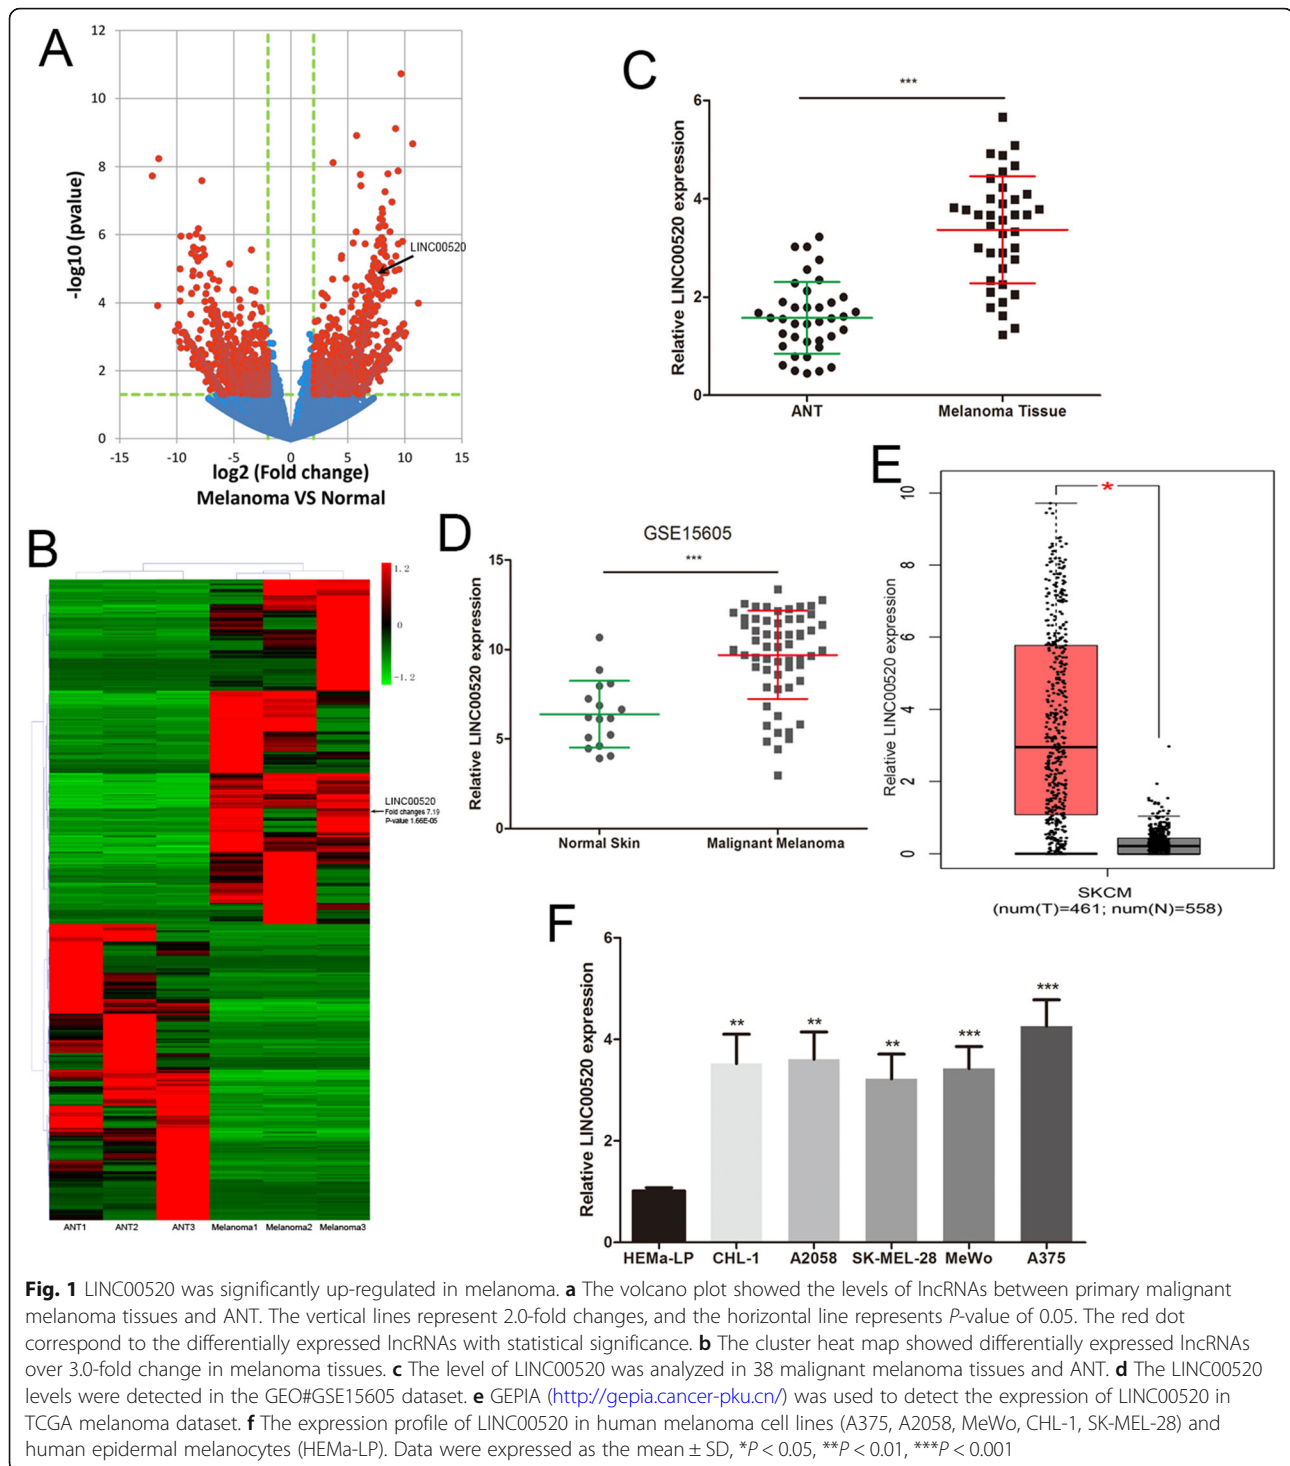 A
12
10
8
6
4
2
0
-log10 (pvalue)
LINC00520
-15
-10
-5
0
5
10
15
log2 (Fold change)
Melanoma VS Normal
B
1.2
0
-1.2
LINC00520
Fold changes 7.19
P-value 1.66E-05
ANT1
ANT2
ANT3
Melanoma1
Melanoma2
Melanoma3
C
***
6
4
2
0
Relative LINC00520 expression
ANT
Melanoma Tissue
D
GSE15605
***
15
10
5
0
Relative LINC00520 expression
Normal Skin
Malignant Melanoma
E
*
10
8
6
4
2
0
Relative LINC00520 expression
SKCM
(num(T)=461; num(N)=558)
F
6
4
2
0
Relative LINC00520 expression
**
**
**
***
***
HEMa-LP
CHL-1
A2058
SK-MEL-28
MeWo
A375
Fig. 1 LINC00520 was significantly up-regulated in melanoma. a The volcano plot showed the levels of lncRNAs between primary malignant
melanoma tissues and ANT. The vertical lines represent 2.0-fold changes, and the horizontal line represents P-value of 0.05. The red dot
correspond to the differentially expressed lncRNAs with statistical significance. b The cluster heat map showed differentially expressed lncRNAs
over 3.0-fold change in melanoma tissues. c The level of LINC00520 was analyzed in 38 malignant melanoma tissues and ANT. d The LINC00520
levels were detected in the GEO#GSE15605 dataset. e GEPIA (http://gepia.cancer-pku.cn/) was used to detect the expression of LINC00520 in
TCGA melanoma dataset. f The expression profile of LINC00520 in human melanoma cell lines (A375, A2058, MeWo, CHL-1, SK-MEL-28) and
human epidermal melanocytes (HEMa-LP). Data were expressed as the mean ± SD, *P < 0.05, **P < 0.01, ***P < 0.001